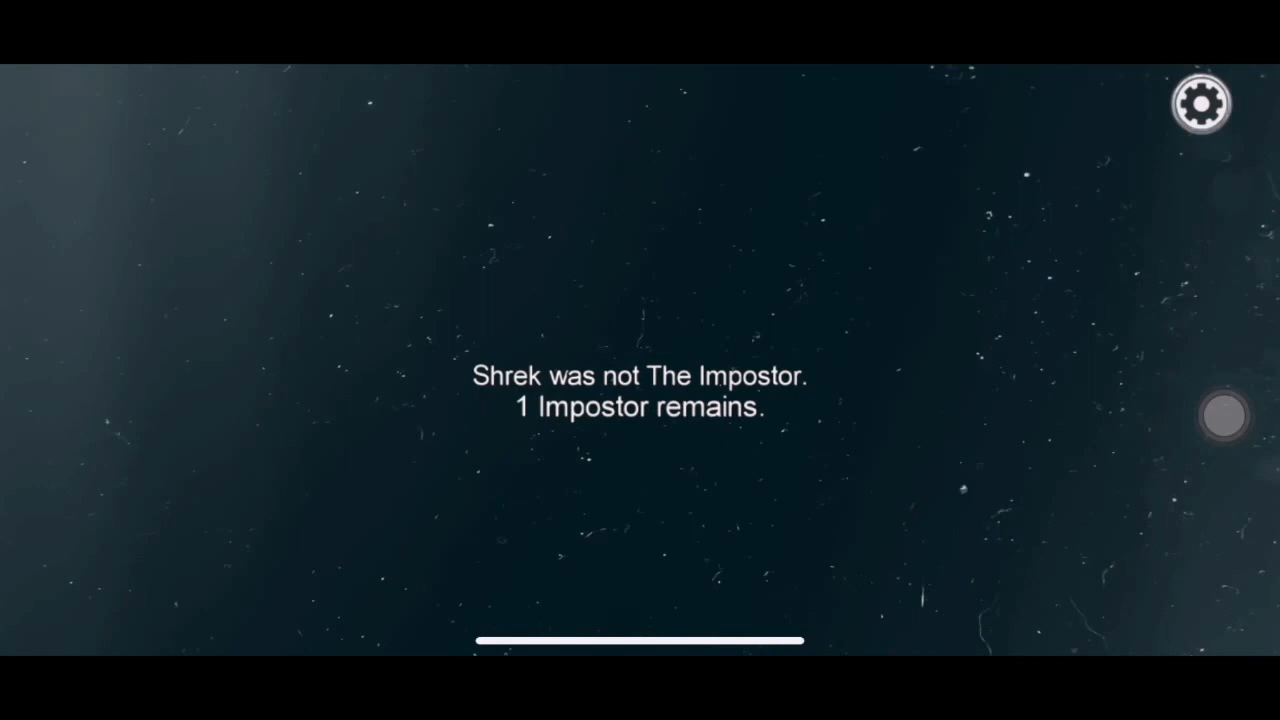 Shrek was not The Impostor.
1 Impostor remains.